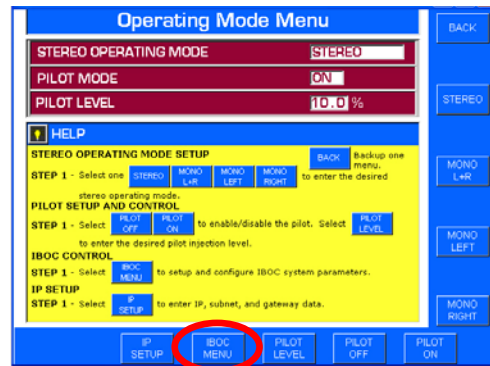 Operating Mode Menu
STEREO OPERATING MODE STEREO
PILOT MODE ON
PILOT LEVEL 10.0 %
HELP
STEREO OPERATING MODE SETUP BACK Backup one menu.
STEP 1 - Select one STEREO MONO L+R MONO LEFT MONO RIGHT to enter the desired
stereo operating mode.
PILOT SETUP AND CONTROL
STEP 1 - Select PILOT OFF PILOT ON to enable/disable the pilot. Select PILOT LEVEL
to enter the desired pilot injection level.
IBOC CONTROL
STEP 1 - Select IBOC MENU to setup and configure IBOC system parameters.
IP SETUP
STEP 1 - Select IP SETUP to enter IP, subnet, and gateway data.
BACK
STEREO
MONO
L+R
MONO
LEFT
MONO
RIGHT
IP SETUP
IBOC MENU
PILOT LEVEL
PILOT OFF
PILOT ON